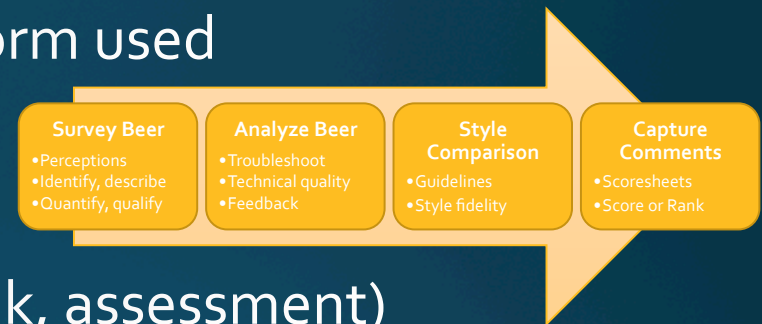 orm used
Survey Beer
•Perceptions
•Identify, describe
•Quantify, qualify
Analyze Beer
•Troubleshoot
•Technical quality
•Feedback
Style
Comparison
•Guidelines
•Style fidelity
Capture
Comments
•Scoresheets
•Score or Rank
k, assessment)